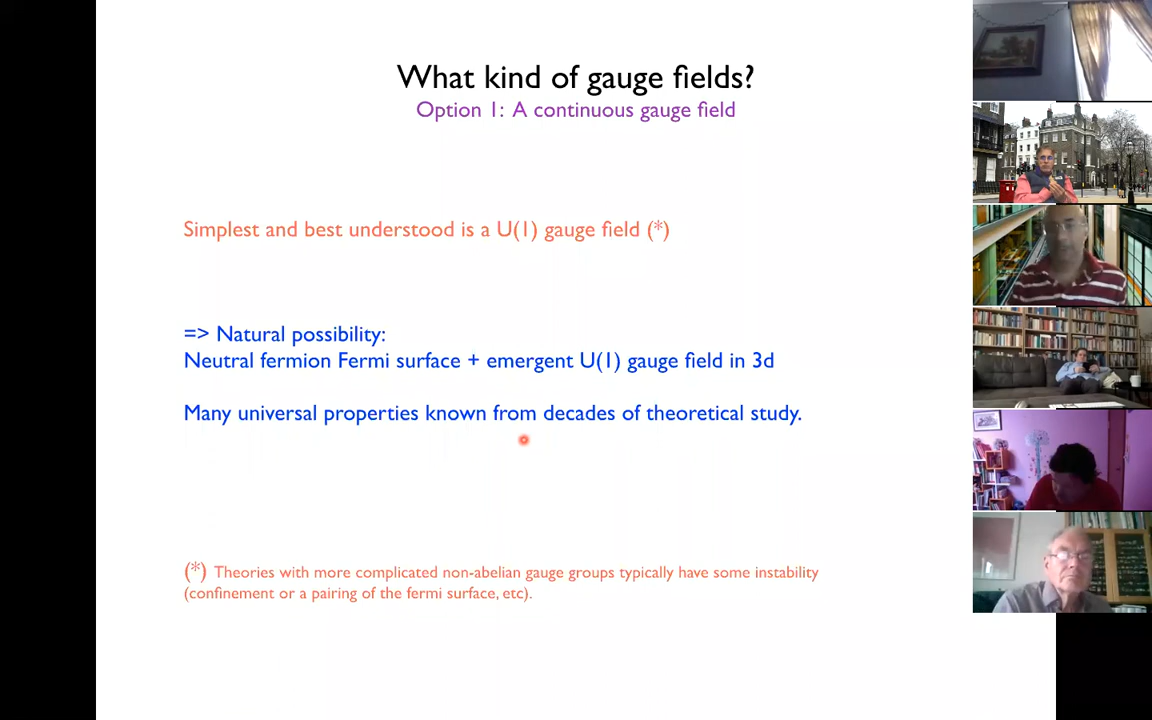 What kind of gauge fields?
Option 1: A continuous gauge field
Simplest and best understood is a U(1) gauge field (*)
=> Natural possibility:
Neutral fermion Fermi surface + emergent U(1) gauge field in 3d
Many universal properties known from decades of theoretical study.
(*) Theories with more complicated non-abelian gauge groups typically have some instability
(confinement or a pairing of the fermi surface, etc).